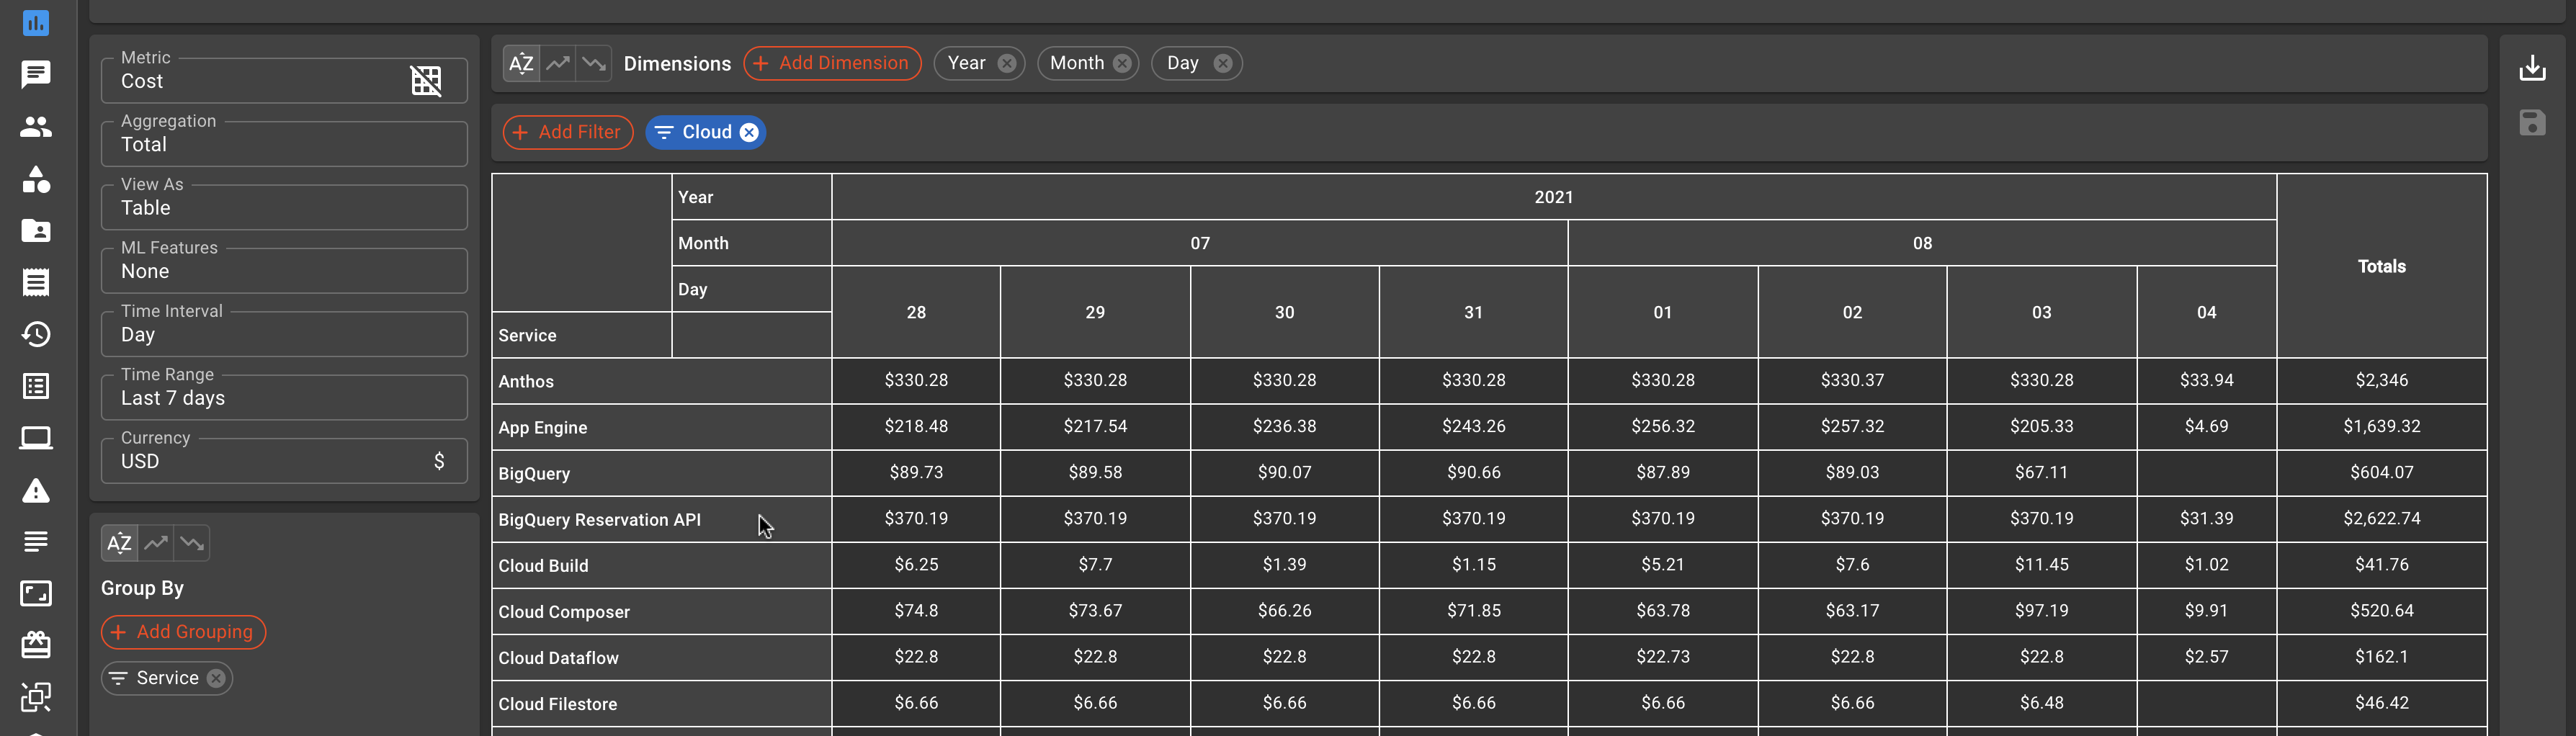 Metric
Cost
Aggregation
Total
View As
Table
ML Features
None
Time Interval
Day
Time Range
Last 7 days
Currency
USD $
AZ
Group By
+ Add Grouping
Service
AZ Dimensions + Add Dimension Year Month Day
+ Add Filter Cloud
Year 2021 Totals
Month 07 08
Day 28 29 30 31 01 02 03 04
Service
Anthos $330.28 $330.28 $330.28 $330.28 $330.28 $330.37 $330.28 $33.94 $2,346
App Engine $218.48 $217.54 $236.38 $243.26 $256.32 $257.32 $205.33 $4.69 $1,639.32
BigQuery $89.73 $89.58 $90.07 $90.66 $87.89 $89.03 $67.11 $604.07
BigQuery Reservation API $370.19 $370.19 $370.19 $370.19 $370.19 $370.19 $370.19 $31.39 $2,622.74
Cloud Build $6.25 $7.7 $1.39 $1.15 $5.21 $7.6 $11.45 $1.02 $41.76
Cloud Composer $74.8 $73.67 $66.26 $71.85 $63.78 $63.17 $97.19 $9.91 $520.64
Cloud Dataflow $22.8 $22.8 $22.8 $22.8 $22.73 $22.8 $22.8 $2.57 $162.1
Cloud Filestore $6.66 $6.66 $6.66 $6.66 $6.66 $6.66 $6.48 $46.42